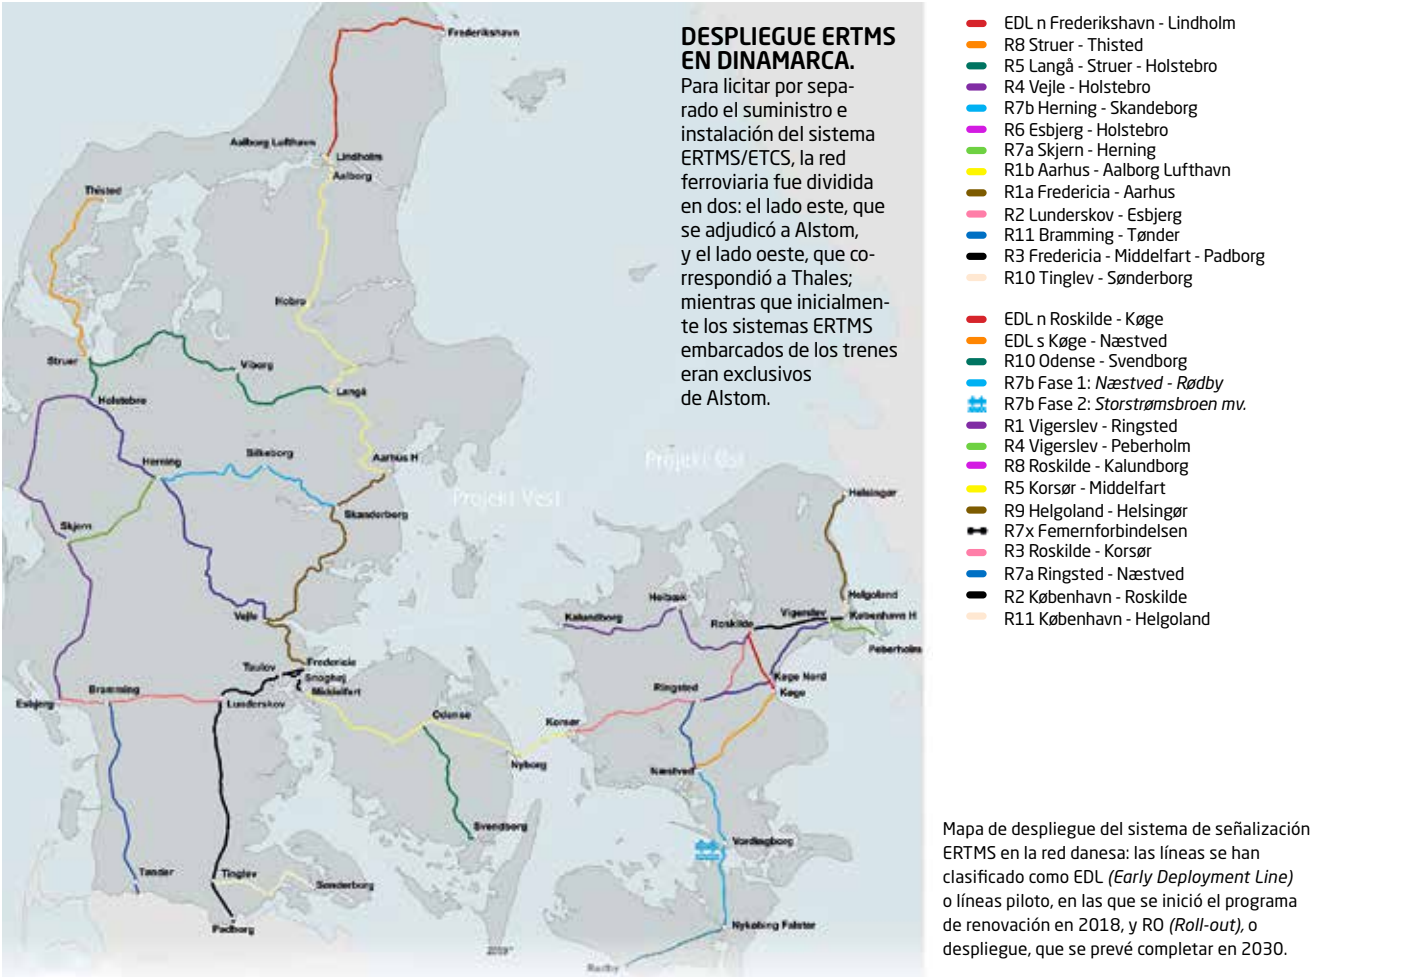 DESPLIEGUE ERTMS
EN DINAMARCA.
Para licitar por sepa-
rado el suministro e
instalación del sistema
ERTMS/ETCS, la red
ferroviaria fue dividida
en dos: el lado este, que
se adjudicó a Alstom,
y el lado oeste, que co-
rrespondió a Thales;
mientras que inicialmen-
te los sistemas ERTMS
embarcados de los trenes
eran exclusivos
de Alstom.
Frederikshavn
Aalborg Lufthavn
Lindholm
Aalborg
Thisted
Hobro
Struer
Viborg
Langå
Holstebro
Herning
Silkeborg
Aarhus H
Projekt Vest
Projekt Øst
Skanderborg
Skjern
Vejle
Fredericia
Taulov
Snoghøj
Middelfart
Esbjerg
Bramming
Lunderskov
Odense
Nyborg
Svendborg
Tønder
Tinglev
Sønderborg
Padborg
Helsingør
Helgoland
København H
Vigerslev
Peberholm
Holbæk
Kalundborg
Roskilde
Køge Nord
Køge
Ringsted
Korsør
Næstved
Vordingborg
Nykøbing Falster
Rødby
EDL n Frederikshavn - Lindholm
R8 Struer - Thisted
R5 Langå - Struer - Holstebro
R4 Vejle - Holstebro
R7b Herning - Skandeborg
R6 Esbjerg - Holstebro
R7a Skjern - Herning
R1b Aarhus - Aalborg Lufthavn
R1a Fredericia - Aarhus
R2 Lunderskov - Esbjerg
R11 Bramming - Tønder
R3 Fredericia - Middelfart - Padborg
R10 Tinglev - Sønderborg
EDL n Roskilde - Køge
EDL s Køge - Næstved
R10 Odense - Svendborg
R7b Fase 1: Næstved - Rødby
R7b Fase 2: Storstrømsbroen mv.
R1 Vigerslev - Ringsted
R4 Vigerslev - Peberholm
R8 Roskilde - Kalundborg
R5 Korsør - Middelfart
R9 Helgoland - Helsingør
R7x Femernforbindelsen
R3 Roskilde - Korsør
R7a Ringsted - Næstved
R2 København - Roskilde
R11 København - Helgoland
Mapa de despliegue del sistema de señalización
ERTMS en la red danesa: las líneas se han
clasificado como EDL (Early Deployment Line)
o líneas piloto, en las que se inició el programa
de renovación en 2018, y RO (Roll-out), o
despliegue, que se prevé completar en 2030.